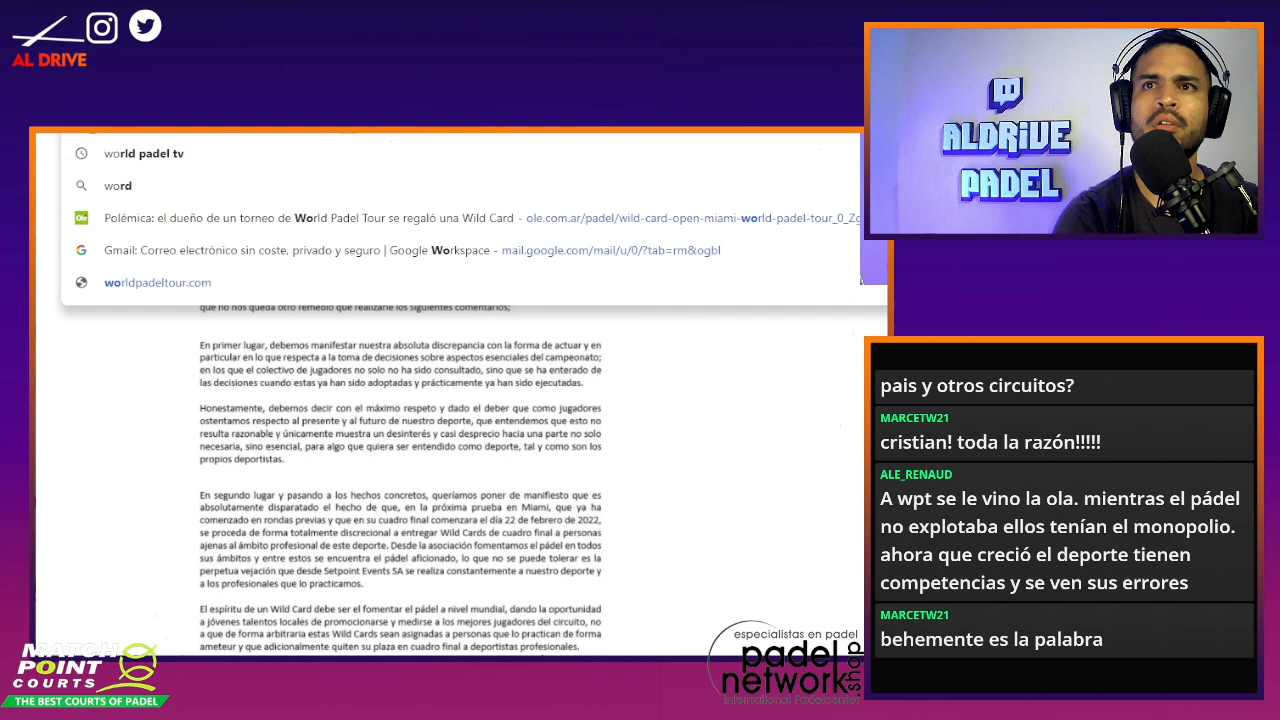 AL DRIVE
world padel tv
word
Polémica: el dueño de un torneo de World Padel Tour se regaló una Wild Card - ole.com.ar/padel/wild-card-open-miami-world-padel-tour_0_Zg
Gmail: Correo electrónico sin coste, privado y seguro | Google Workspace - mail.google.com/mail/u/0/?tab=rm&ogbl
worldpadeltour.com
que no nos queda otro remedio que realizarle los siguientes comentarios;
En primer lugar, debemos manifestar nuestra absoluta discrepancia con la forma de actuar y en
particular en lo que respecta a la toma de decisiones sobre aspectos esenciales del campeonato;
en los que el colectivo de jugadores no solo no ha sido consultado, sino que se ha enterado de
las decisiones cuando estas ya han sido adoptadas y prácticamente ya han sido ejecutadas.
Honestamente, debemos decir con el máximo respeto y dado el deber que como jugadores
ostentamos respecto al presente y al futuro de nuestro deporte, que entendemos que esto no
resulta razonable y únicamente muestra un desinterés y casi desprecio hacia una parte no solo
necesaria, sino esencial, para algo que quiera ser entendido como deporte, tal y como son los
propios deportistas.
En segundo lugar y pasando a los hechos concretos, queríamos poner de manifiesto que es
absolutamente disparatado el hecho de que, en la próxima prueba en Miami, que ya ha
comenzado en rondas previas y que en su cuadro final comenzara el día 22 de febrero de 2022,
se proceda de forma totalmente discrecional a entregar Wild Cards de cuadro final a personas
ajenas al ámbito profesional de este deporte. Desde la asociación fomentamos el pádel en todos
sus ámbitos y entre estos se encuentra el pádel aficionado, lo que no se puede tolerar es la
perpetua vejación que desde Setpoint Events SA se realiza constantemente a nuestro deporte y
a los profesionales que lo practicamos.
El espíritu de un Wild Card debe ser el fomentar el pádel a nivel mundial, dando la oportunidad
a jóvenes talentos locales de promocionarse y medirse a los mejores jugadores del circuito, no
a que de forma arbitraria estas Wild Cards sean asignadas a personas que lo practican de forma
ameteur y que adicionalmente quiten su plaza en cuadro final a deportistas profesionales.
ALDRIVE
PADEL
pais y otros circuitos?
MARCETW21
cristian! toda la razón!!!!!
ALE_RENAUD
A wpt se le vino la ola. mientras el pádel
no explotaba ellos tenían el monopolio.
ahora que creció el deporte tienen
competencias y se ven sus errores
MARCETW21
behemente es la palabra
MATCH
POINT
COURTS
THE BEST COURTS OF PADEL
especialistas en padel
padel
network
.shop
International Padelcenter